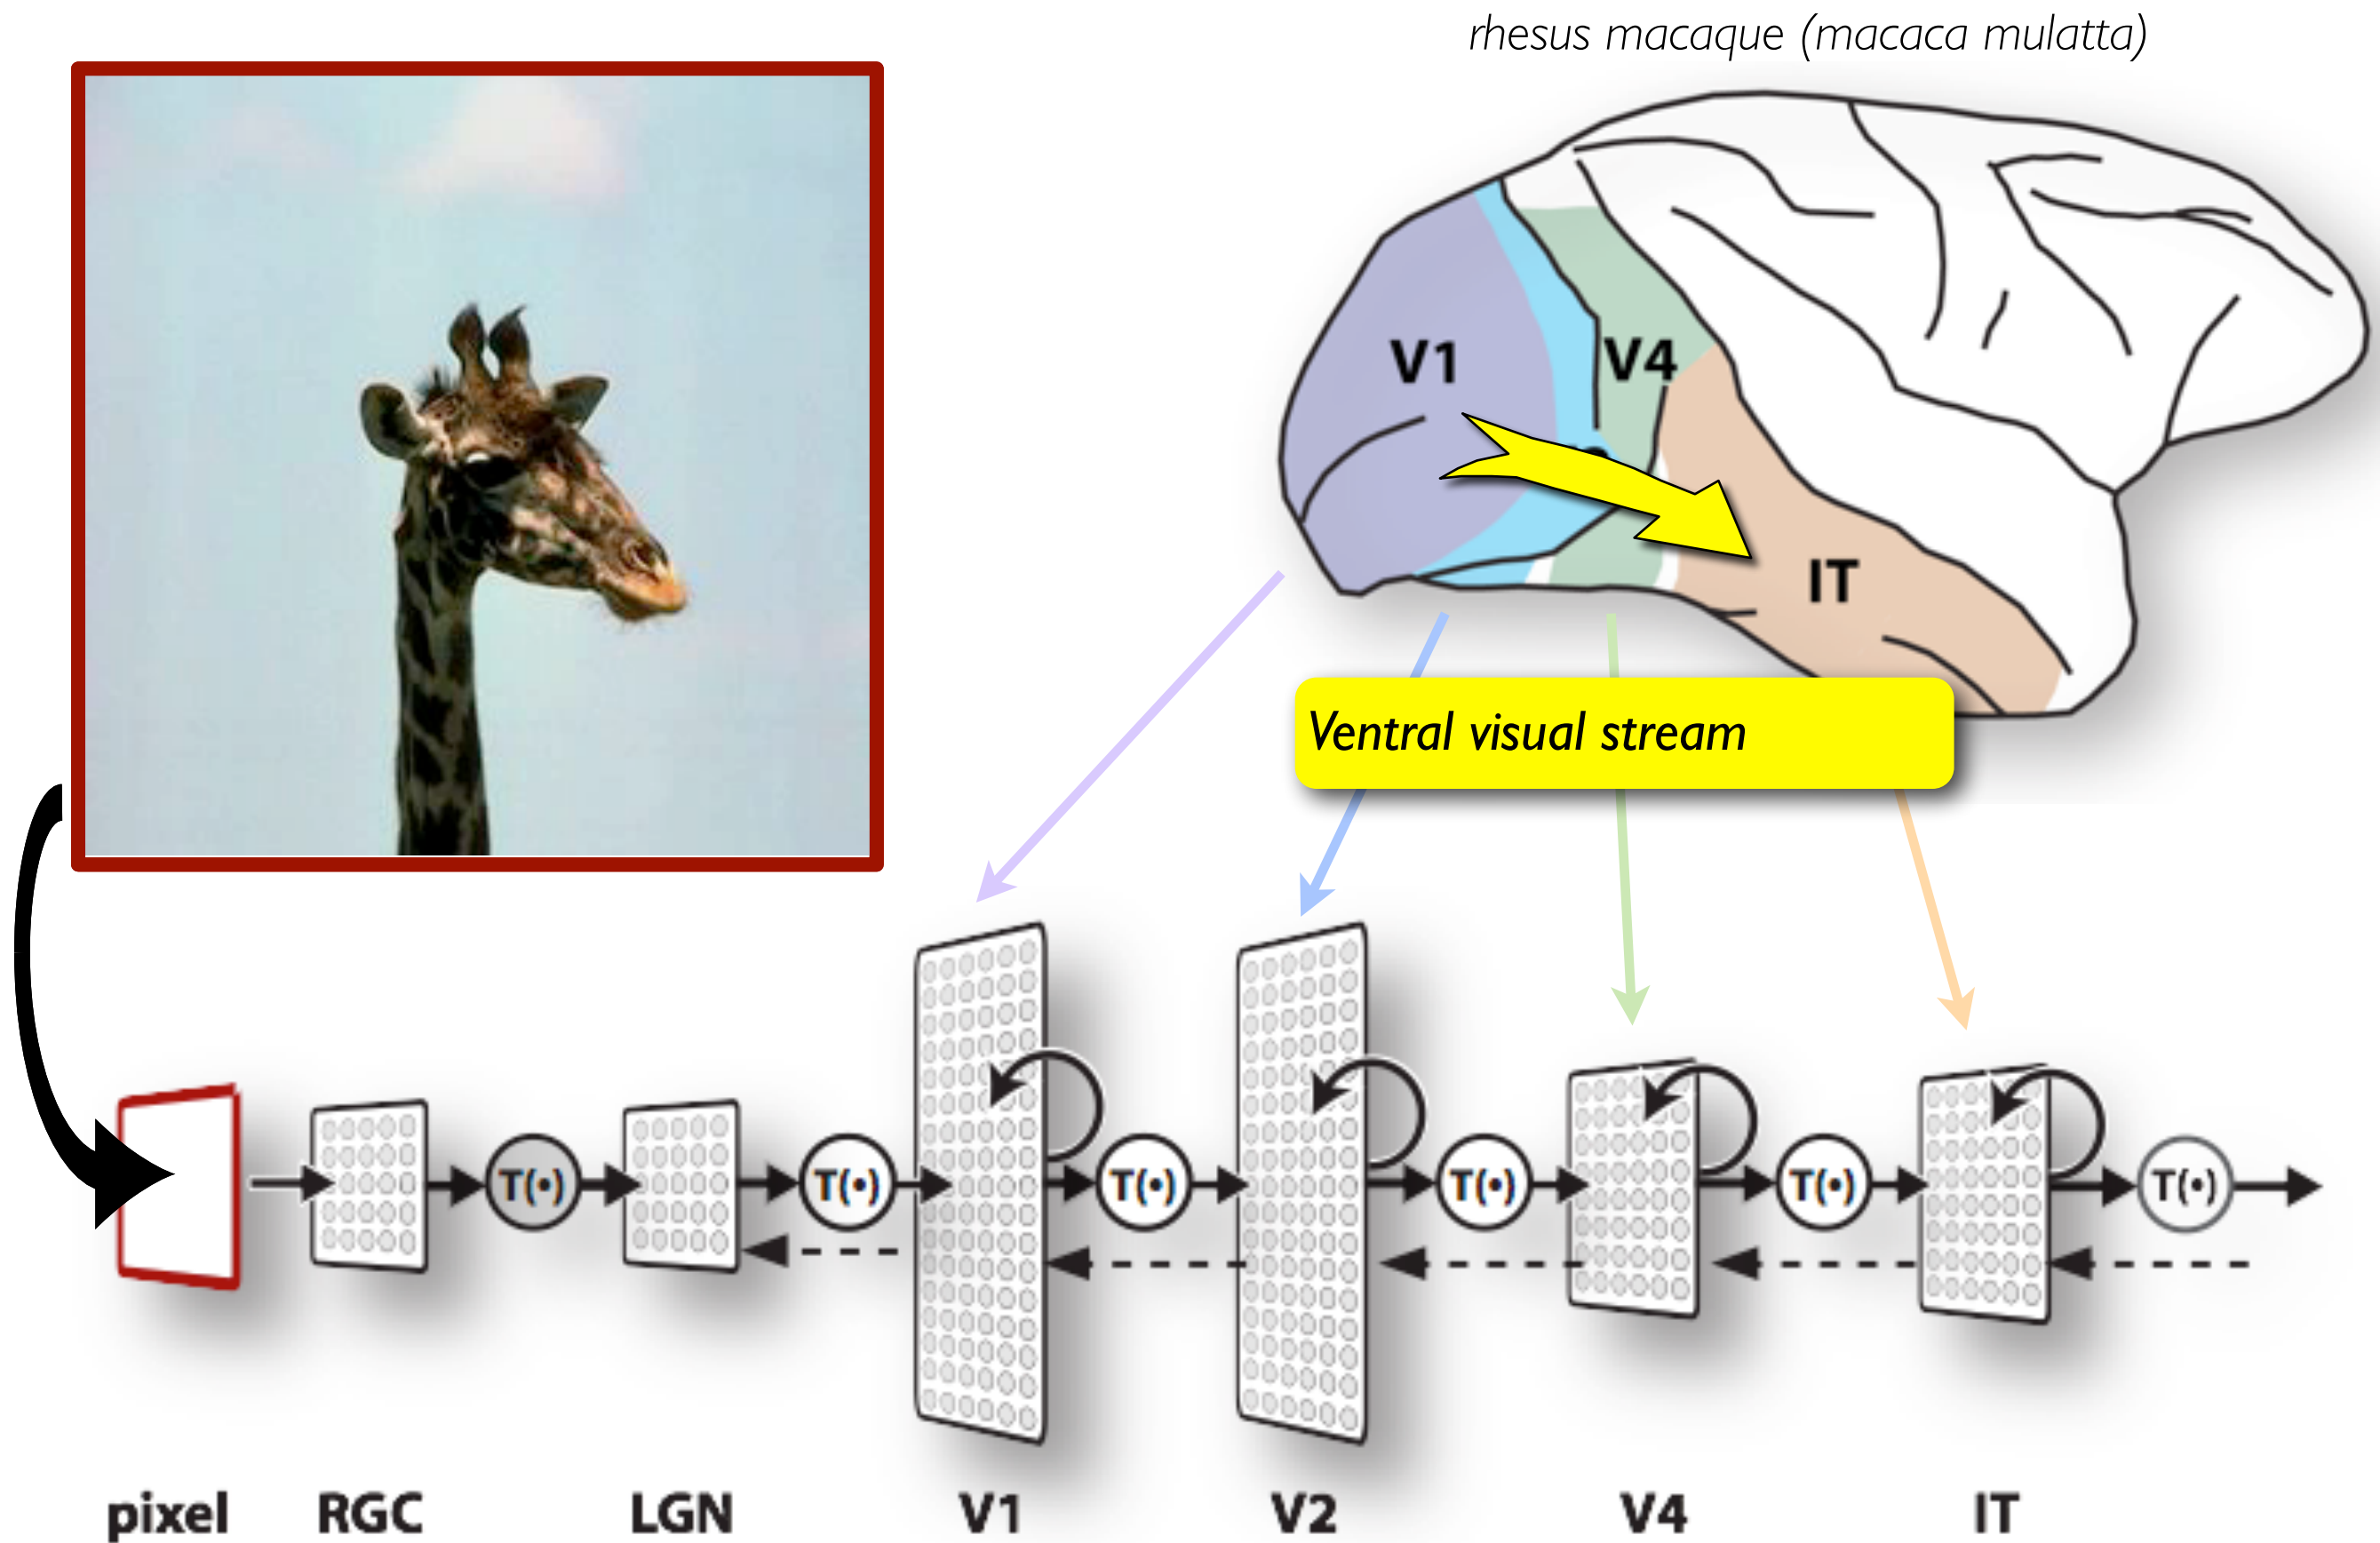 rhesus macaque (macaca mulatta)
V1
V4
IT
Ventral visual stream
T(•)
T(•)
T(•)
T(•)
T(•)
T(•)
pixel
RGC
LGN
V1
V2
V4
IT